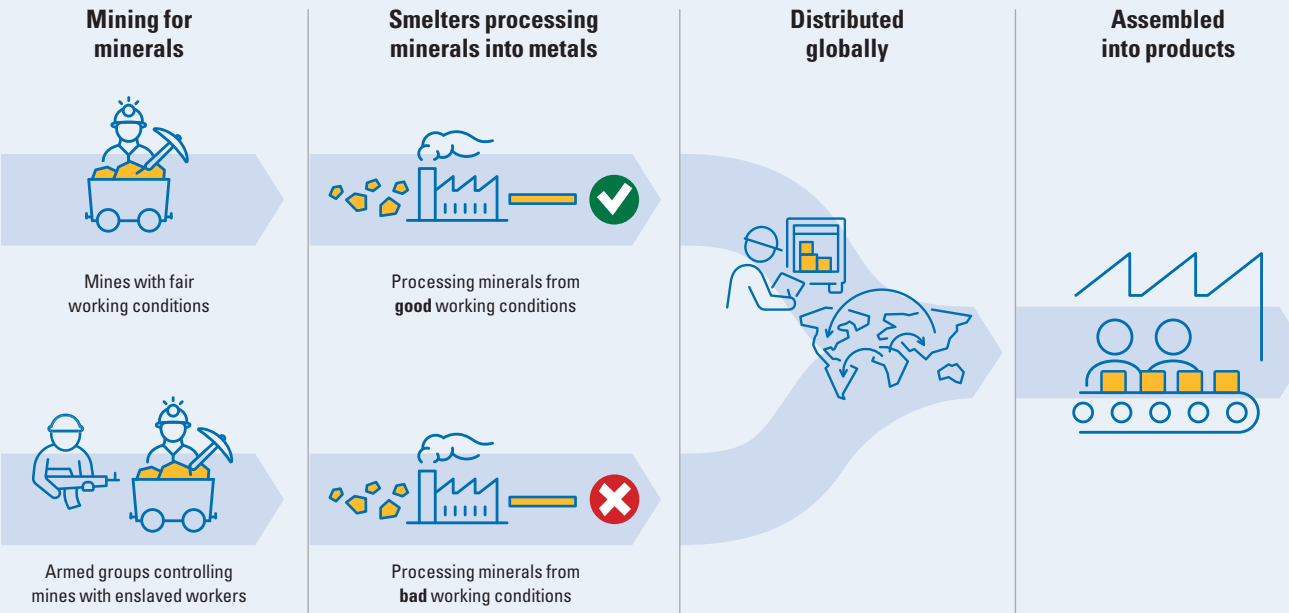 Mining for
minerals
Smelters processing
minerals into metals
Distributed
globally
Assembled
into products
Mines with fair
working conditions
Processing minerals from
good working conditions
Armed groups controlling
mines with enslaved workers
Processing minerals from
bad working conditions